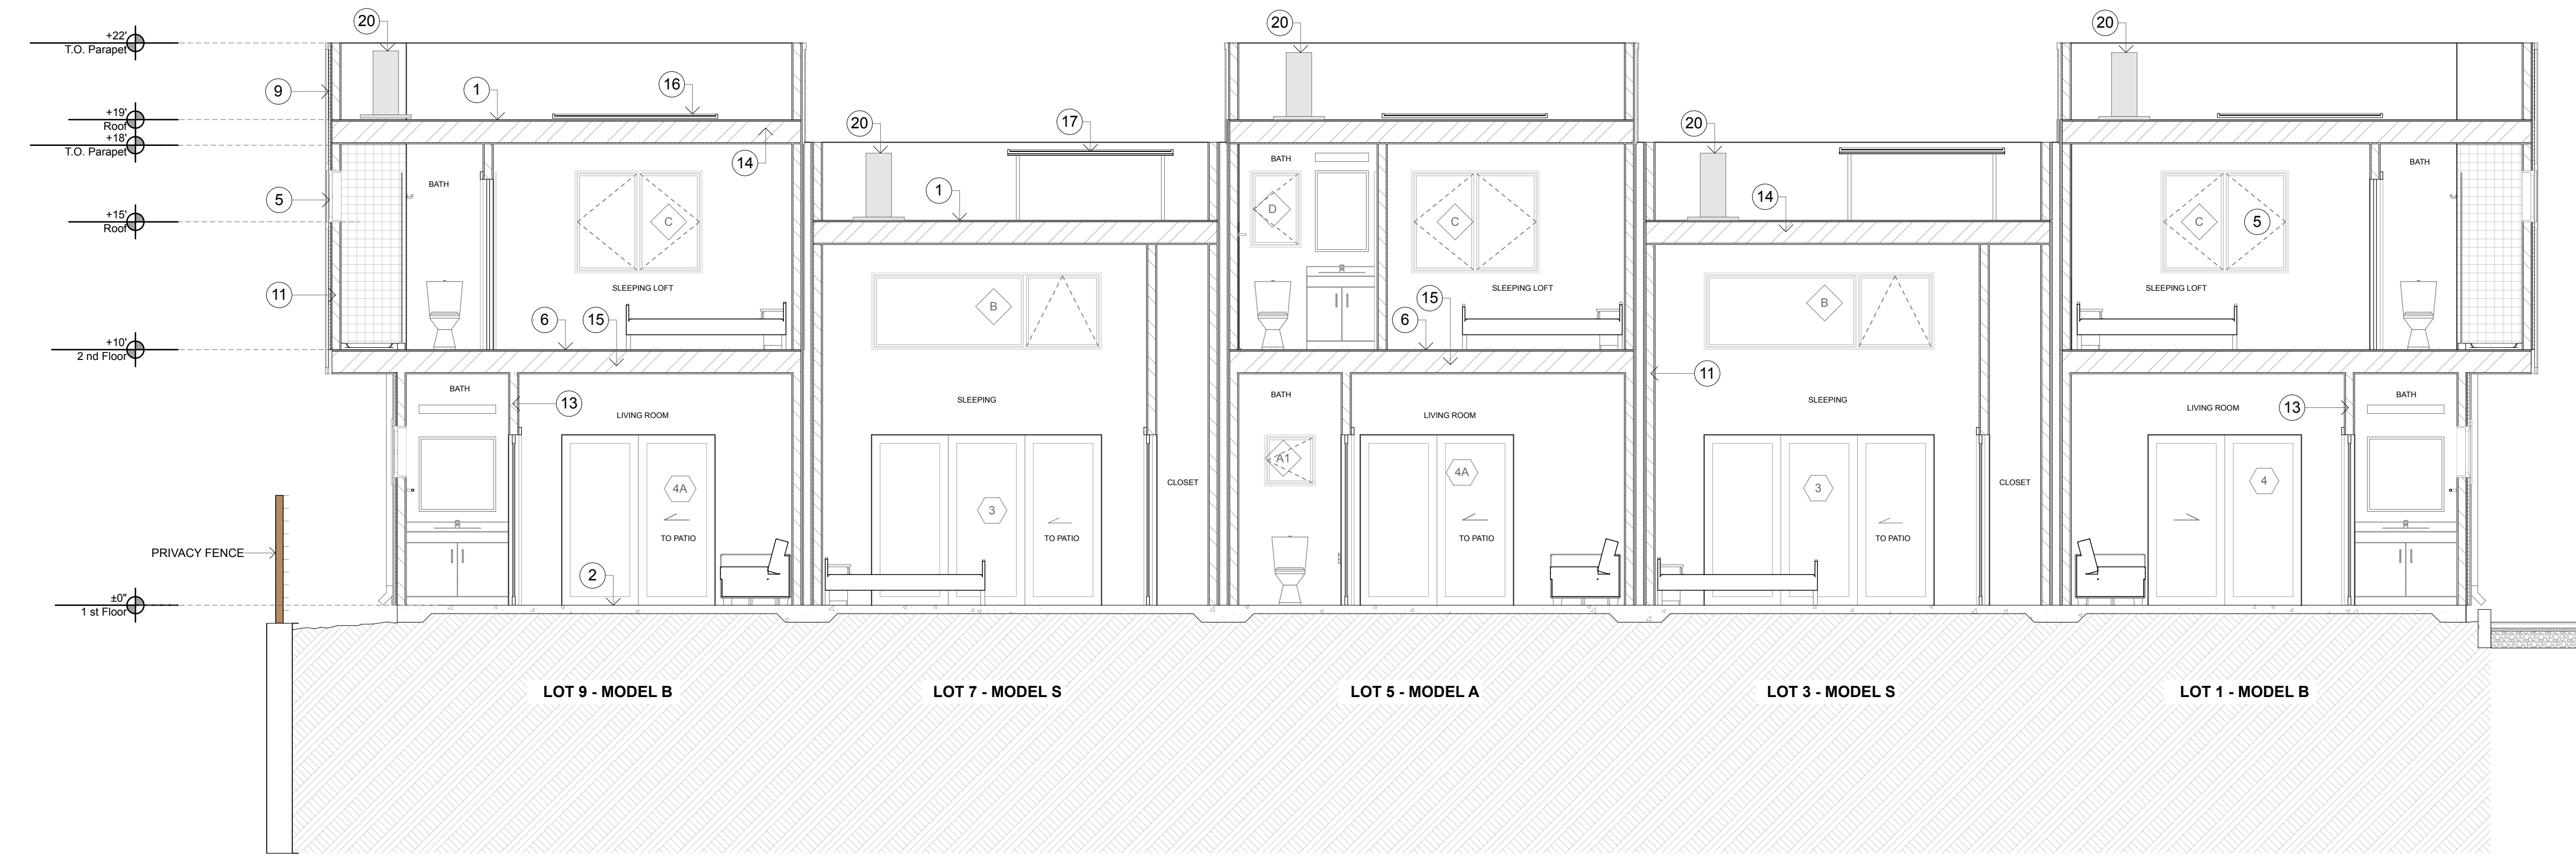 20
20
20
+22'
T.O. Parapet
9
1
16
+19'
Roof
20
17
20
+18'
T.O. Parapet
14
BATH
BATH
BATH
1
14
5
+15'
Roof
C
D
C
C
5
11
SLEEPING LOFT
B
SLEEPING LOFT
15
B
SLEEPING LOFT
6
15
6
+10'
2 nd Floor
11
BATH
13
LIVING ROOM
SLEEPING
BATH
LIVING ROOM
SLEEPING
LIVING ROOM
13
BATH
4A
3
CLOSET
A1
4A
3
CLOSET
4
TO PATIO
TO PATIO
TO PATIO
TO PATIO
PRIVACY FENCE
2
±0"
1 st Floor
LOT 9 - MODEL B
LOT 7 - MODEL S
LOT 5 - MODEL A
LOT 3 - MODEL S
LOT 1 - MODEL B